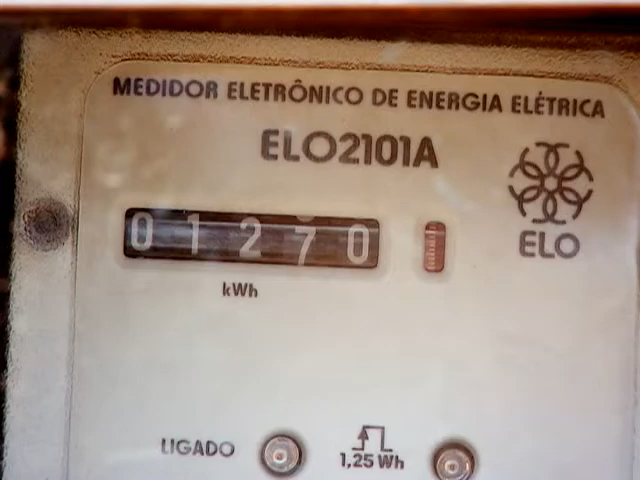 MEDIDOR ELETRÔNICO DE ENERGIA ELÉTRICA
ELO2101A
ELO
01270
kWh
LIGADO
1,25 Wh